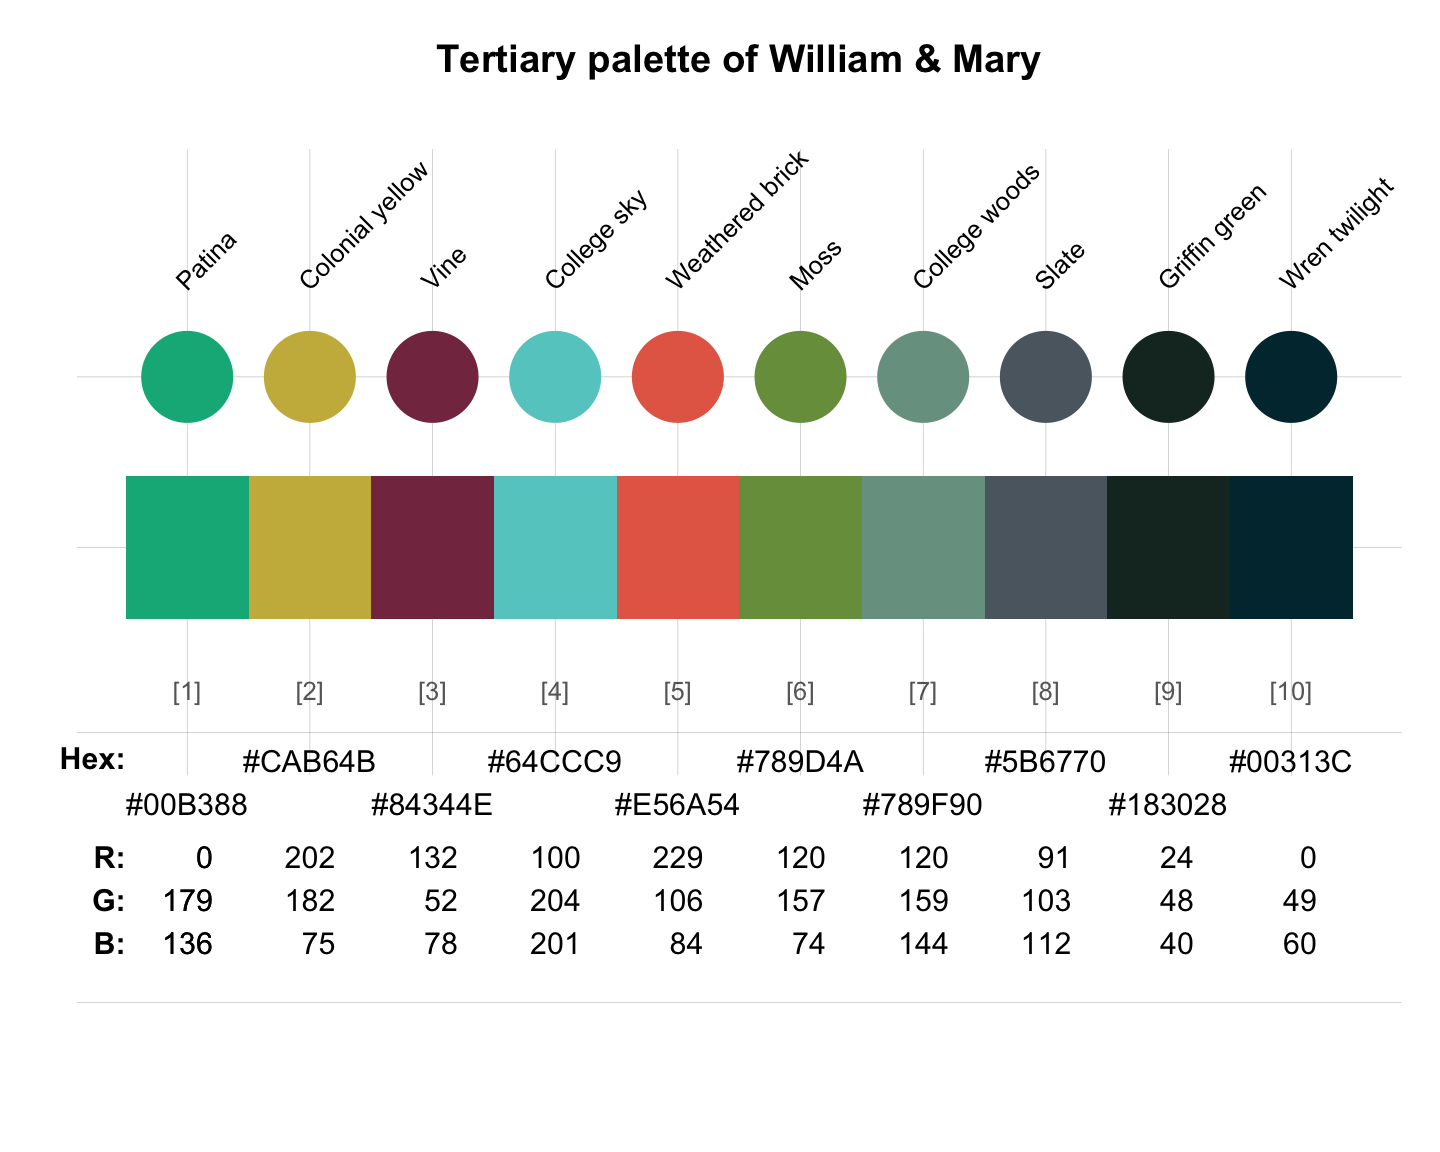 Tertiary palette of William & Mary
Patina Colonial yellow Vine College sky Weathered brick Moss College woods Slate Griffin green Wren twilight
[1] [2] [3] [4] [5] [6] [7] [8] [9] [10]
Hex: #CAB64B #64CCC9 #789D4A #5B6770 #00313C
#00B388 #84344E #E56A54 #789F90 #183028
R: 0 202 132 100 229 120 120 91 24 0
G: 179 182 52 204 106 157 159 103 48 49
B: 136 75 78 201 84 74 144 112 40 60